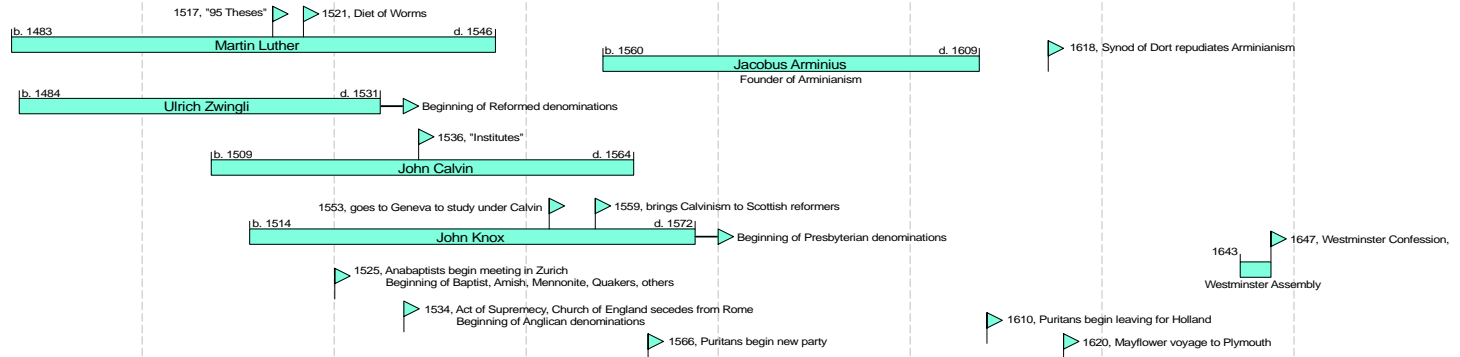 1517, "95 Theses"
1521, Diet of Worms
b. 1483
d. 1546
Martin Luther
b. 1560
d. 1609
Jacobus Arminius
Founder of Arminianism
1618, Synod of Dort repudiates Arminianism
b. 1484
d. 1531
Ulrich Zwingli
Beginning of Reformed denominations
1536, "Institutes"
b. 1509
d. 1564
John Calvin
1553, goes to Geneva to study under Calvin
1559, brings Calvinism to Scottish reformers
b. 1514
d. 1572
John Knox
Beginning of Presbyterian denominations
1643
1647, Westminster Confession,
Westminster Assembly
1525, Anabaptists begin meeting in Zurich
Beginning of Baptist, Amish, Mennonite, Quakers, others
1534, Act of Supremecy, Church of England secedes from Rome
Beginning of Anglican denominations
1566, Puritans begin new party
1610, Puritans begin leaving for Holland
1620, Mayflower voyage to Plymouth